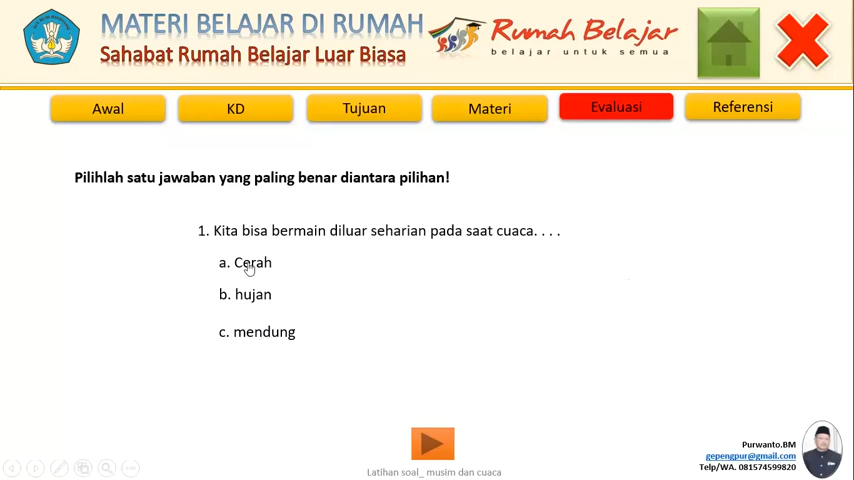 MATERI BELAJAR DI RUMAH
Sahabat Rumah Belajar Luar Biasa
Rumah Belajar
belajar untuk semua
Awal
KD
Tujuan
Materi
Evaluasi
Referensi
Pilihlah satu jawaban yang paling benar diantara pilihan!
1. Kita bisa bermain diluar seharian pada saat cuaca. . . .
a. Cerah
b. hujan
c. mendung
Purwanto.BM
gepengpur@gmail.com
Telp/WA. 081574599820
Latihan soal_ musim dan cuaca